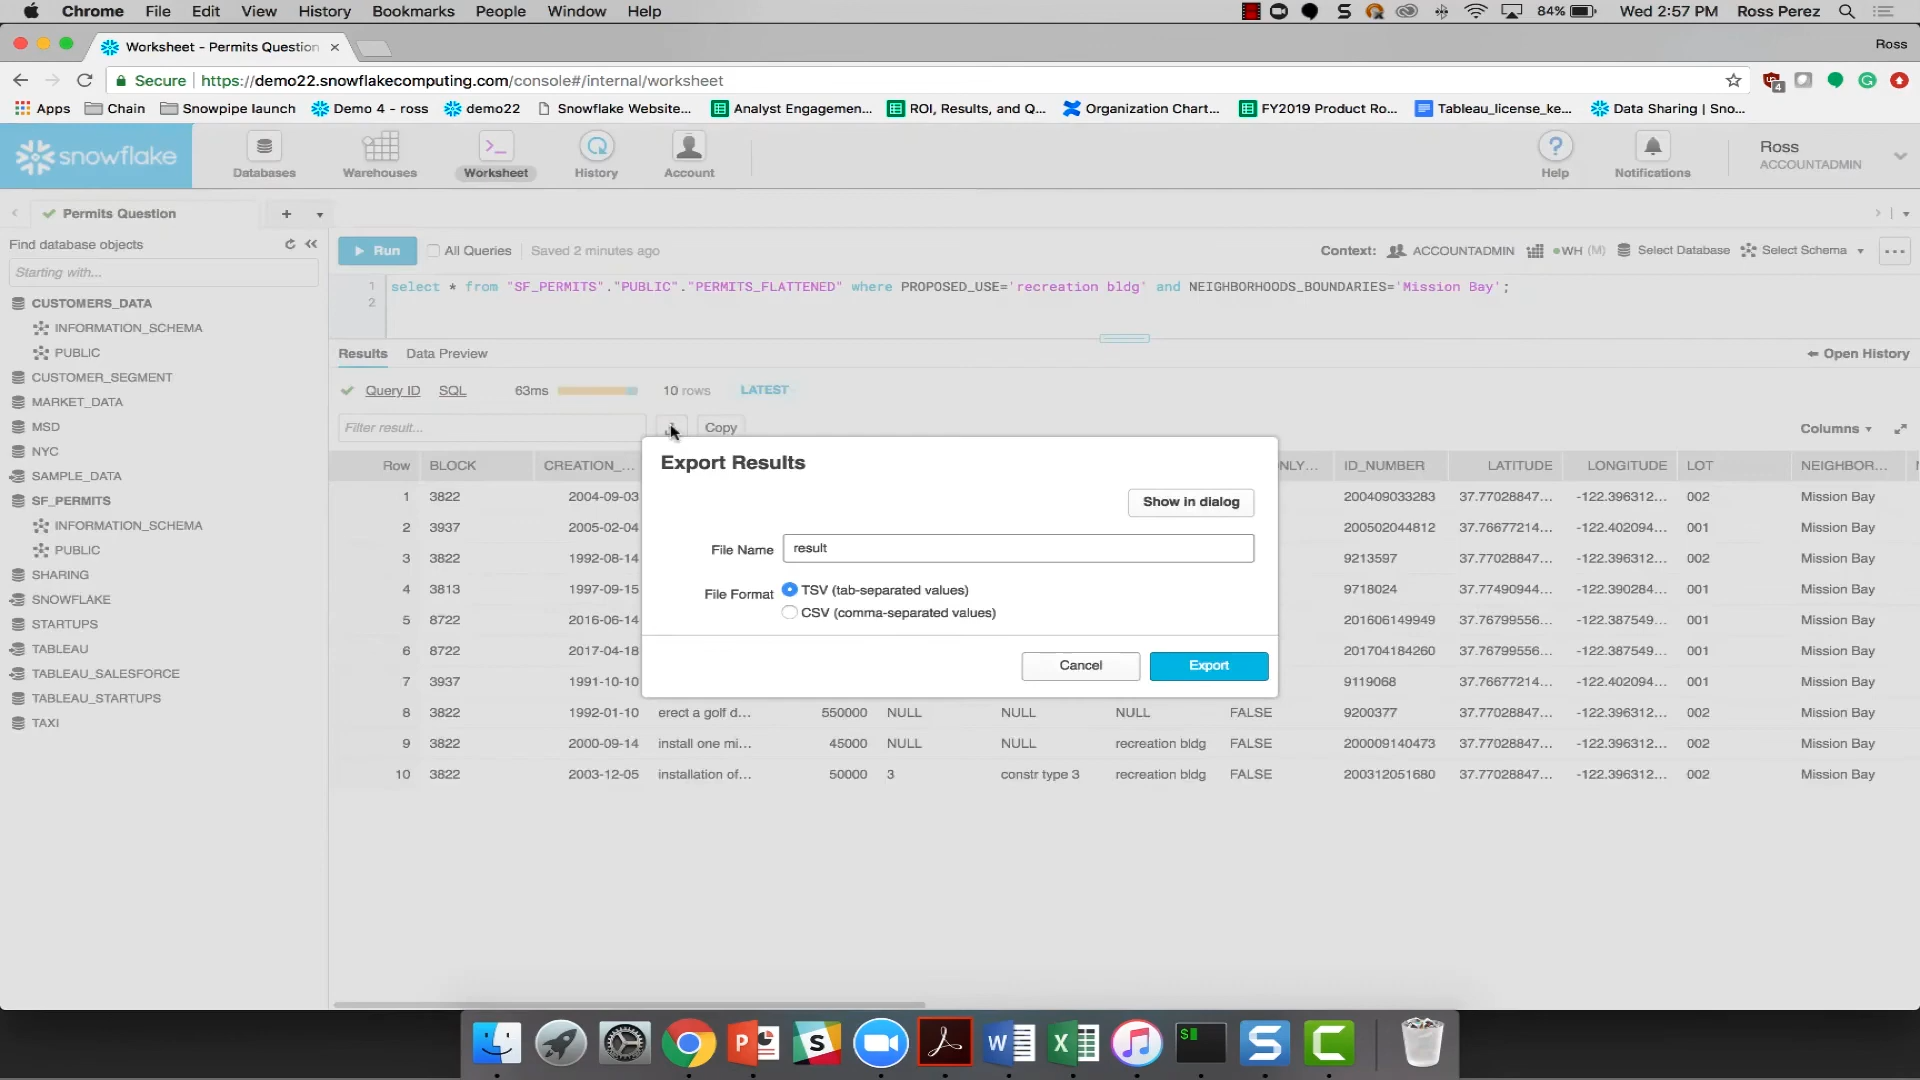 Chrome File Edit View History Bookmarks People Window Help 84% Wed 2:57 PM Ross Perez
Worksheet - Permits Question Ross
Secure https://demo22.snowflakecomputing.com/console#/internal/worksheet
Apps Chain Snowpipe launch Demo 4 - ross demo22 Snowflake Website... Analyst Engagemen... ROI, Results, and Q... Organization Chart... FY2019 Product Ro... Tableau_license_ke... Data Sharing | Sno...
snowflake Databases Warehouses Worksheet History Account Help Notifications Ross
ACCOUNTADMIN
Permits Question
Find database objects
Starting with...
CUSTOMERS_DATA
INFORMATION_SCHEMA
PUBLIC
CUSTOMER_SEGMENT
MARKET_DATA
MSD
NYC
SAMPLE_DATA
SF_PERMITS
INFORMATION_SCHEMA
PUBLIC
SHARING
SNOWFLAKE
STARTUPS
TABLEAU
TABLEAU_SALESFORCE
TABLEAU_STARTUPS
TAXI
Run All Queries Saved 2 minutes ago Context: ACCOUNTADMIN WH (M) Select Database Select Schema
1 select * from "SF_PERMITS"."PUBLIC"."PERMITS_FLATTENED" where PROPOSED_USE='recreation bldg' and NEIGHBORHOODS_BOUNDARIES='Mission Bay';
2
Results Data Preview Open History
Query ID SQL 63ms 10 rows LATEST
Filter result... Copy Columns
Row BLOCK CREATION_... NLY... ID_NUMBER LATITUDE LONGITUDE LOT NEIGHBOR...
1 3822 2004-09-03 200409033283 37.77028847... -122.396312... 002 Mission Bay
2 3937 2005-02-04 200502044812 37.76677214... -122.402094... 001 Mission Bay
3 3822 1992-08-14 9213597 37.77028847... -122.396312... 002 Mission Bay
4 3813 1997-09-15 9718024 37.77490944... -122.390284... 001 Mission Bay
5 8722 2016-06-14 201606149949 37.76799556... -122.387549... 001 Mission Bay
6 8722 2017-04-18 201704184260 37.76799556... -122.387549... 001 Mission Bay
7 3937 1991-10-10 9119068 37.76677214... -122.402094... 001 Mission Bay
8 3822 1992-01-10 erect a golf d... 550000 NULL NULL NULL FALSE 9200377 37.77028847... -122.396312... 002 Mission Bay
9 3822 2000-09-14 install one mi... 45000 NULL NULL recreation bldg FALSE 200009140473 37.77028847... -122.396312... 002 Mission Bay
10 3822 2003-12-05 installation of... 50000 3 constr type 3 recreation bldg FALSE 200312051680 37.77028847... -122.396312... 002 Mission Bay
Export Results
Show in dialog
File Name result
File Format TSV (tab-separated values)
CSV (comma-separated values)
Cancel Export